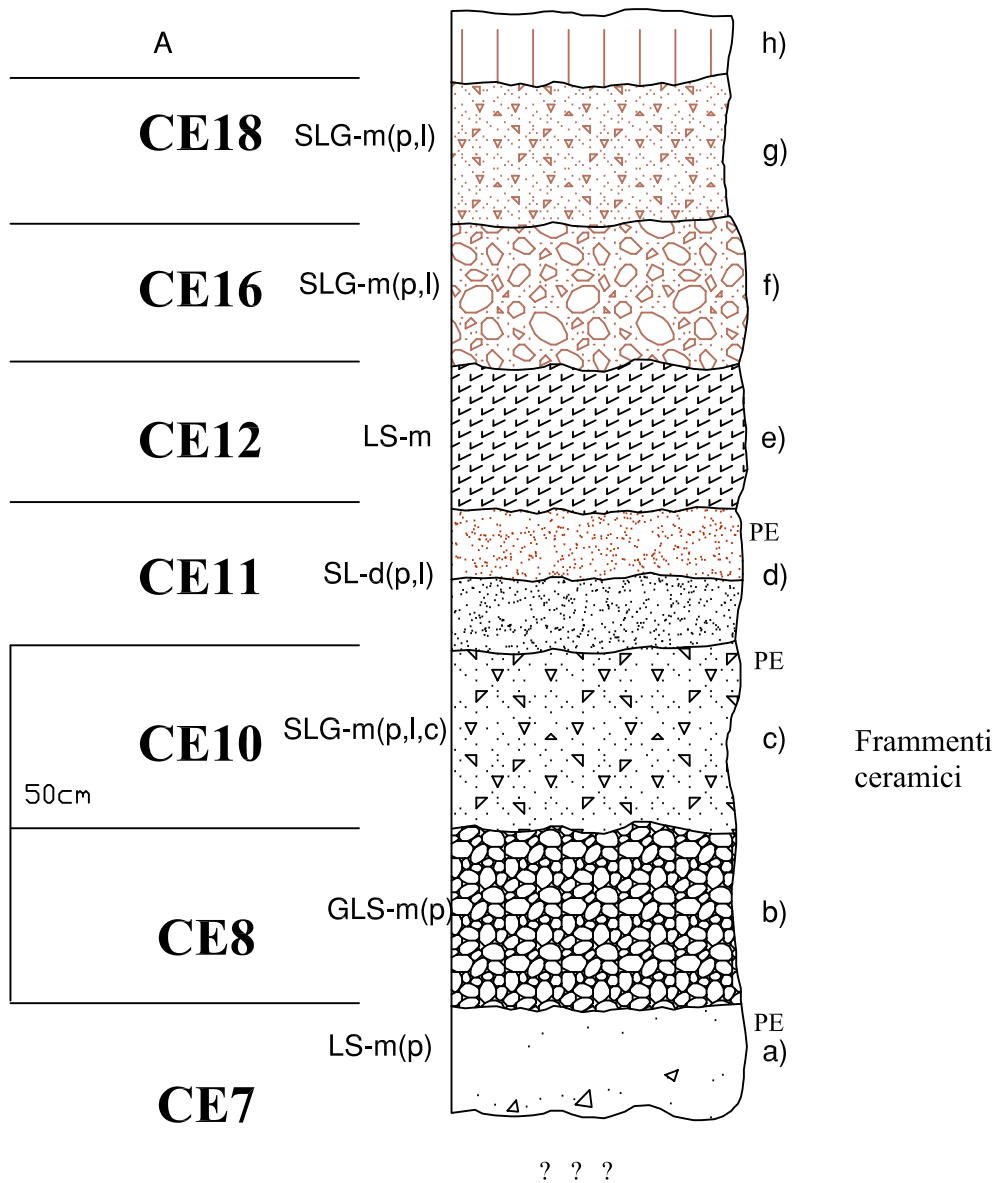 A
h)
CE18
SLG-m(p,l)
g)
CE16
SLG-m(p,l)
f)
CE12
LS-m
e)
PE
CE11
SL-d(p,l)
d)
PE
CE10
SLG-m(p,l,c)
c)
Frammenti
ceramici
50cm
CE8
GLS-m(p)
b)
PE
LS-m(p)
a)
CE7
? ? ?